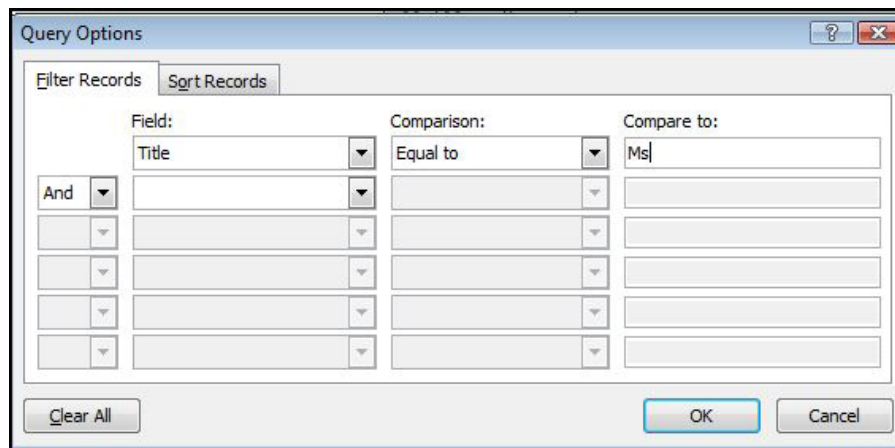 Query Options
Filter Records Sort Records
Field: Comparison: Compare to:
Title Equal to Ms
And
Clear All OK Cancel